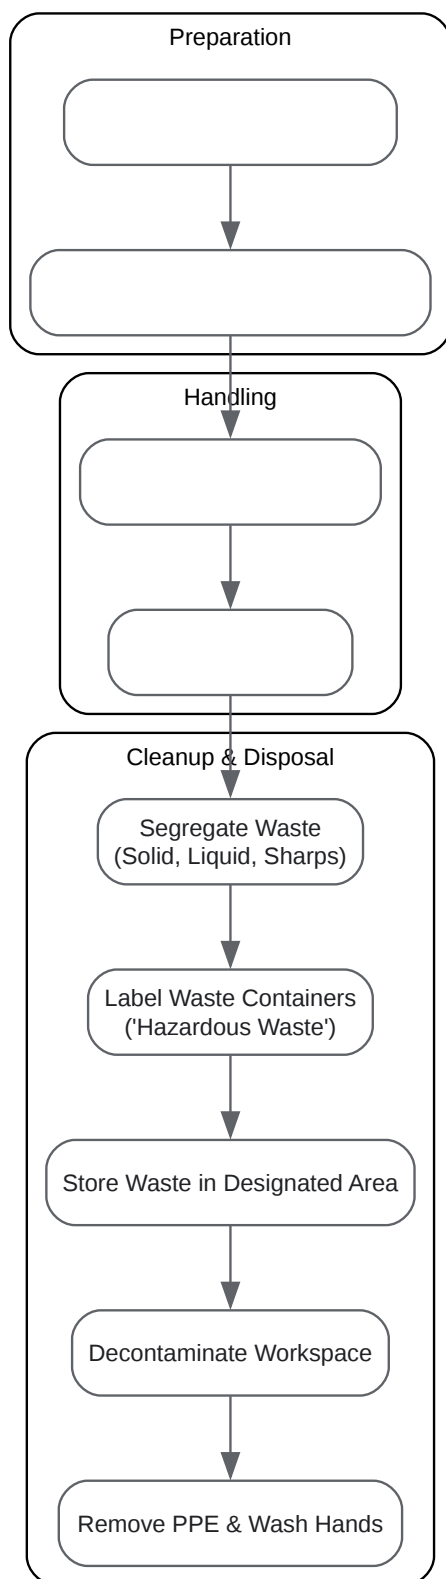 Preparation
Handling
Cleanup & Disposal
Segregate Waste
(Solid, Liquid, Sharps)
Label Waste Containers
('Hazardous Waste')
Store Waste in Designated Area
Decontaminate Workspace
Remove PPE & Wash Hands